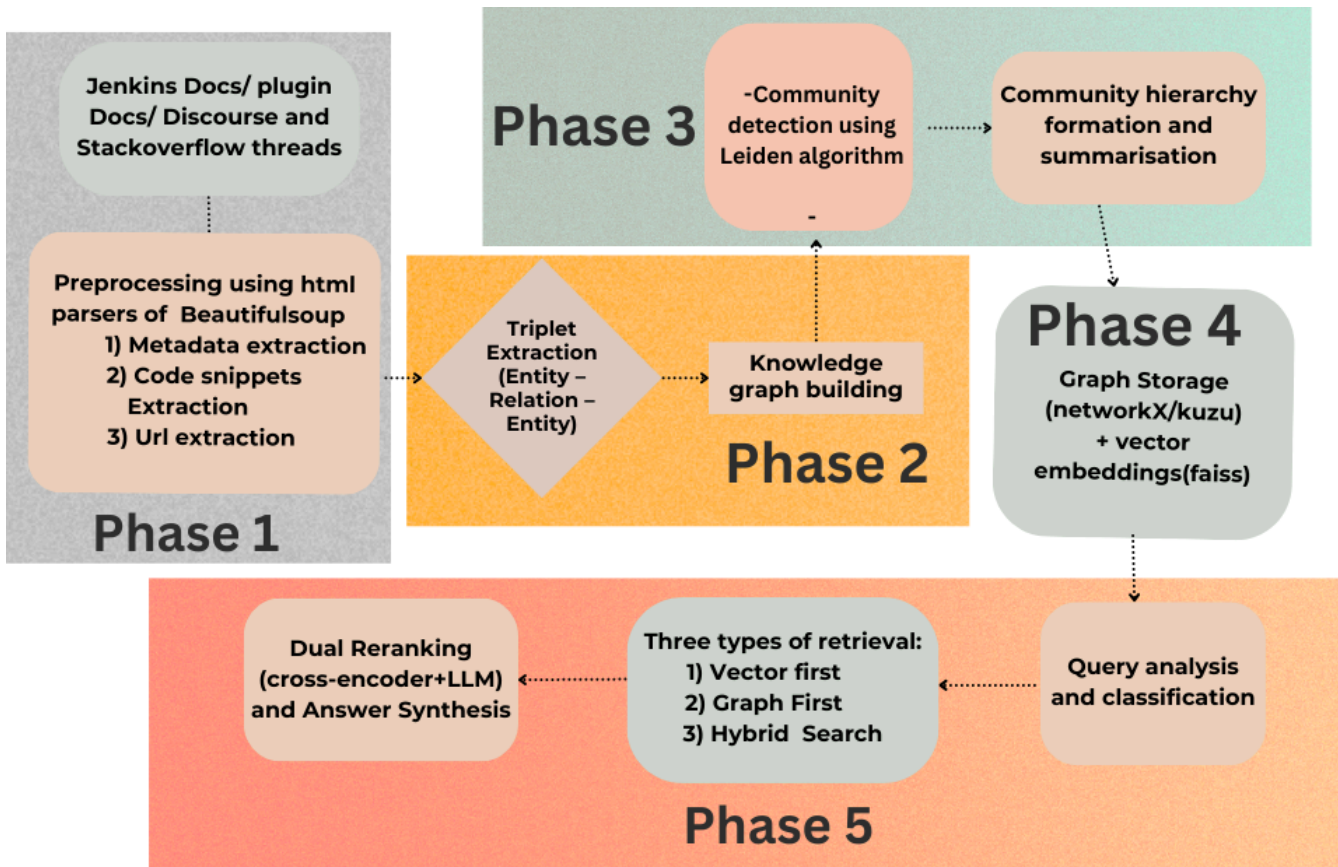 Jenkins Docs/ plugin
Docs/ Discourse and
Stackoverflow threads
Preprocessing using html
parsers of Beautifulsoup
1) Metadata extraction
2) Code snippets
Extraction
3) Url extraction
Phase 1
Triplet
Extraction
(Entity –
Relation –
Entity)
Knowledge
graph building
Phase 2
Phase 3
-Community
detection using
Leiden algorithm
-
Community hierarchy
formation and
summarisation
Phase 4
Graph Storage
(networkX/kuzu)
+ vector
embeddings(faiss)
Query analysis
and classification
Three types of retrieval:
1) Vector first
2) Graph First
3) Hybrid Search
Dual Reranking
(cross-encoder+LLM)
and Answer Synthesis
Phase 5